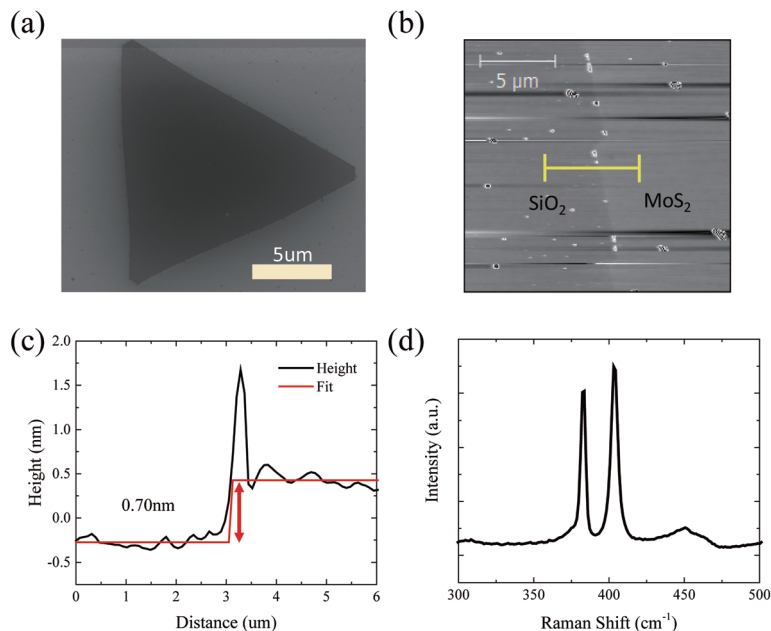 (a)
5um
(b)
5 μm
SiO2
MoS2
(c)
2.0
1.5
1.0
0.5
0.0
-0.5
Height (nm)
Height
Fit
0.70nm
0 1 2 3 4 5 6
Distance (um)
(d)
Intensity (a.u.)
300 350 400 450 500
Raman Shift (cm-1)